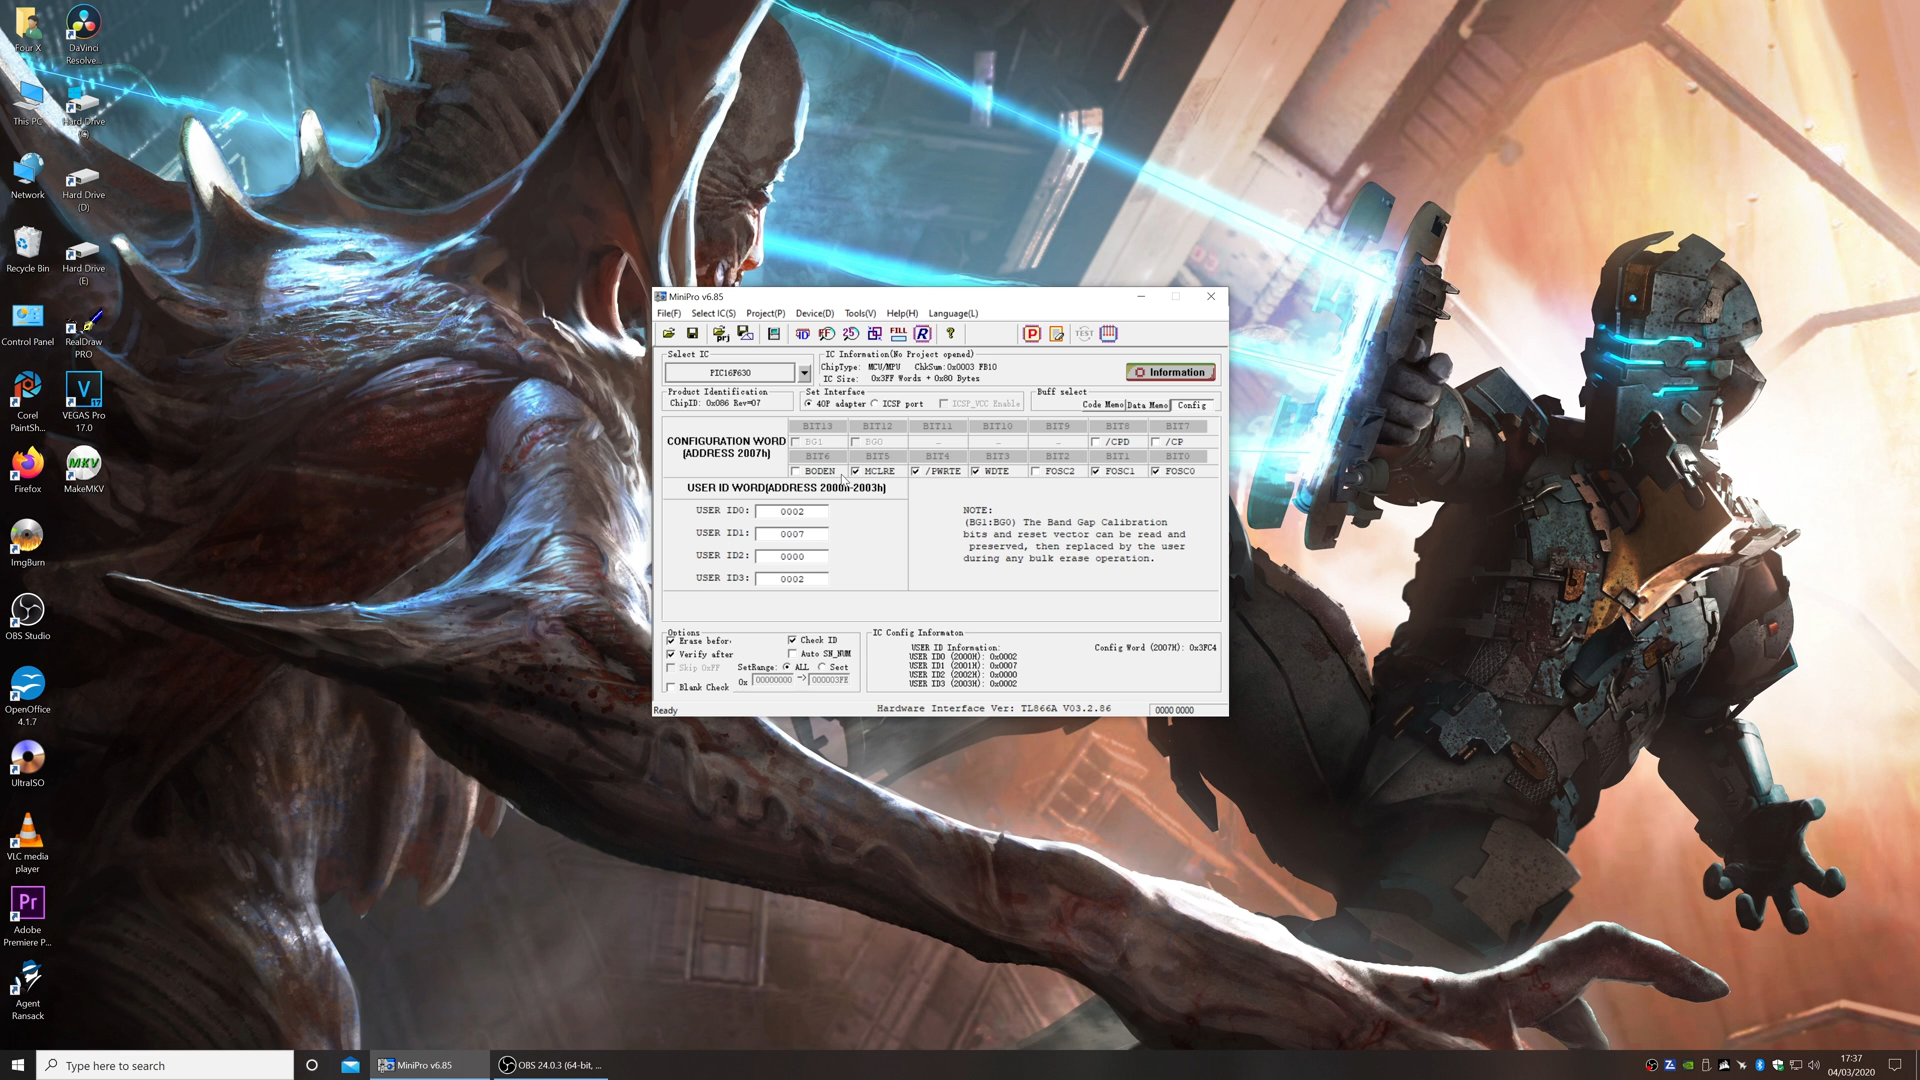 Four X
DaVinci
Resolve...
This PC
Hard Drive
(C)
Network
Hard Drive
(D)
Recycle Bin
Hard Drive
(E)
Control Panel
RealDraw
PRO
Corel
PaintSh...
VEGAS Pro
17.0
Firefox
MakeMKV
ImgBurn
OBS Studio
OpenOffice
4.1.7
UltraISO
VLC media
player
Adobe
Premiere P...
Agent
Ransack
MiniPro v6.85
File(F) Select IC(S) Project(P) Device(D) Tools(V) Help(H) Language(L)
Select IC
PIC16F630
IC Information(No Project opened)
ChipType: MCU/MPU ChkSum:0x0003 FB10
IC Size: 0x3FF Words + 0x80 Bytes
Information
Product Identification
ChipID: 0x086 Rev=07
Set Interface
40P adapter ICSP port ICSP_VCC Enable
Buff select
Code Memo Data Memo Config
CONFIGURATION WORD
(ADDRESS 2007h)
BIT13 BIT12 BIT11 BIT10 BIT9 BIT8 BIT7
BG1 BG0 - - - /CPD /CP
BIT6 BIT5 BIT4 BIT3 BIT2 BIT1 BIT0
BODEN MCLRE /PWRTE WDTE FOSC2 FOSC1 FOSC0
USER ID WORD(ADDRESS 2000h-2003h)
USER ID0: 0002
USER ID1: 0007
USER ID2: 0000
USER ID3: 0002
NOTE:
(BG1:BG0) The Band Gap Calibration
bits and reset vector can be read and
preserved, then replaced by the user
during any bulk erase operation.
Options
Erase befor
Check ID
Verify after
Auto SN_NUM
Skip 0xFF
SetRange: ALL Sect
Blank Check
0x 00000000 -> 000003FE
IC Config Informaton
USER ID Information:
USER ID0 (2000H): 0x0002
USER ID1 (2001H): 0x0007
USER ID2 (2002H): 0x0000
USER ID3 (2003H): 0x0002
Config Word (2007H): 0x3FC4
Ready
Hardware Interface Ver: TL866A V03.2.86
0000 0000
Type here to search
MiniPro v6.85
OBS 24.0.3 (64-bit, ...
17:37
04/03/2020